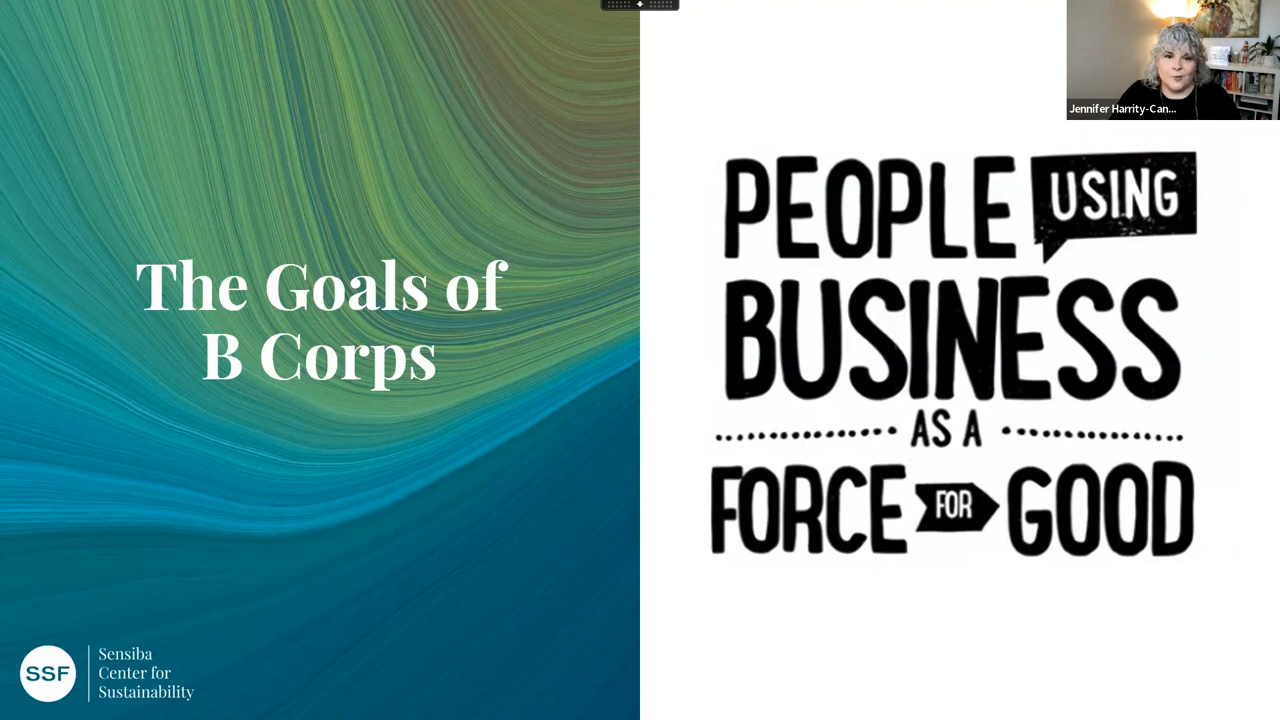 The Goals of
B Corps
SSF
Sensiba
Center for
Sustainability
PEOPLE USING
BUSINESS
AS A
FORCE FOR GOOD
Jennifer Harrity-Can...